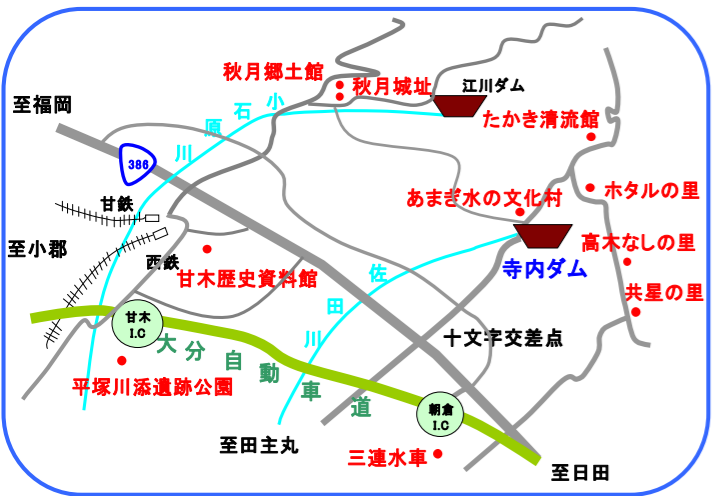 秋月郷土館
秋月城址
江川ダム
至福岡
小石原川
たかき清流館
386
甘鉄
あまぎ水の文化村
ホタルの里
至小郡
西鉄
甘木歴史資料館
高木なしの里
寺内ダム
佐田川
共星の里
甘木
I.C
十文字交差点
大分自動車道
平塚川添遺跡公園
朝倉
I.C
至田主丸
三連水車
至日田